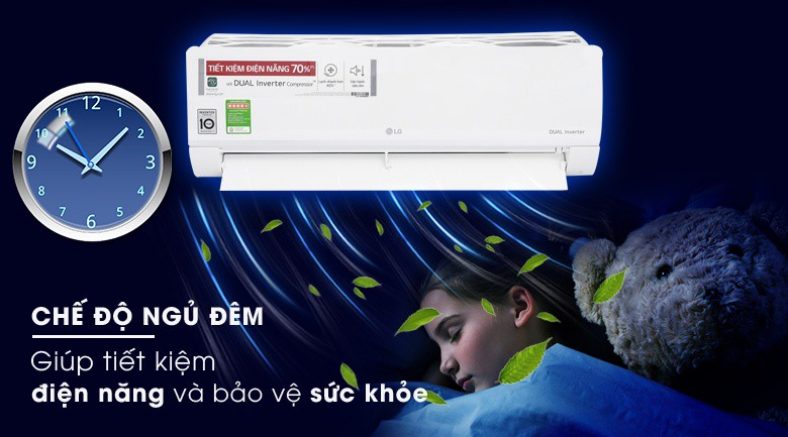 TIẾT KIỆM ĐIỆN NĂNG 70%
DUAL Inverter Compressor
10
LG
DUAL Inverter
12
1
2
3
4
5
6
7
8
9
10
11
CHẾ ĐỘ NGỦ ĐÊM
Giúp tiết kiệm
điện năng và bảo vệ sức khỏe